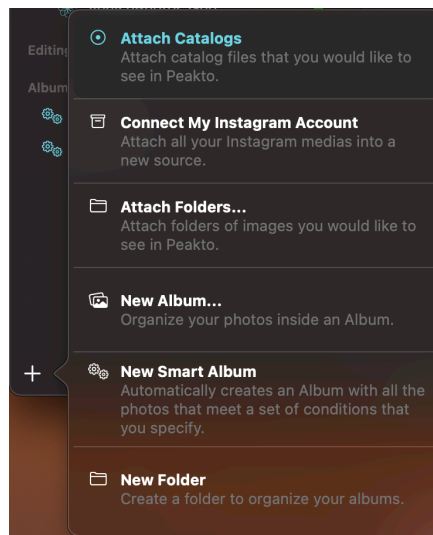 Attach Catalogs
Attach catalog files that you would like to
see in Peakto.
Editing
Album
Connect My Instagram Account
Attach all your Instagram medias into a
new source.
Attach Folders...
Attach folders of images you would like to
see in Peakto.
New Album...
Organize your photos inside an Album.
New Smart Album
Automatically creates an Album with all the
photos that meet a set of conditions that
you specify.
New Folder
Create a folder to organize your albums.